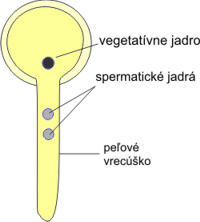 vegetatívne jadro
spermatické jadrá
peľové
vrecúško